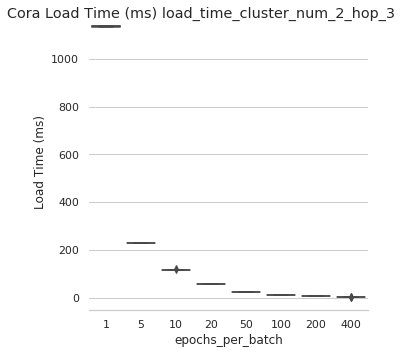 Cora Load Time (ms) load_time_cluster_num_2_hop_3
1000
800
600
400
200
0
Load Time (ms)
1 5 10 20 50 100 200 400
epochs_per_batch